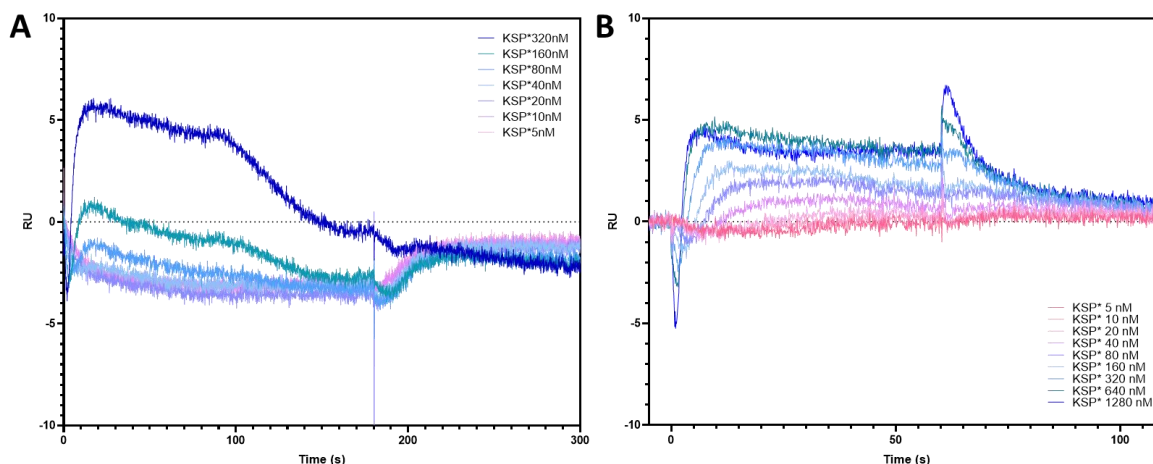 A
10
5
0
-5
-10
RU
0
100
200
300
Time (s)
KSP*320nM
KSP*160nM
KSP*80nM
KSP*40nM
KSP*20nM
KSP*10nM
KSP*5nM
B
10
5
0
-5
-10
RU
0
50
100
Time (s)
KSP* 5 nM
KSP* 10 nM
KSP* 20 nM
KSP* 40 nM
KSP* 80 nM
KSP* 160 nM
KSP* 320 nM
KSP* 640 nM
KSP* 1280 nM